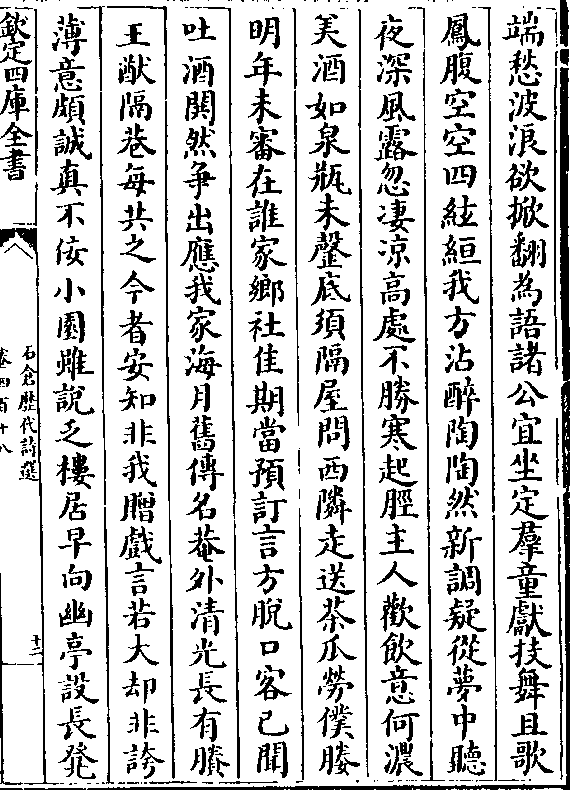 端愁波浪欲掀翻為語諸公宜坐定羣童獻技舞且歌
鳳腹空空四絃縆我方沾醉陶陶然新調疑從夢中聽
夜深風露忽凄凉高處不勝寒起脛主人歡飲意何濃
美酒如泉瓶未罄底須隔屋問西隣走送茶瓜勞僕媵
明年未審在誰家鄉社佳期當預訂言方脫口客已聞
吐酒鬨然争出應我家海月舊傳名菴外清光長有賸
王猷隔巷每共之今者安知非我贈戲言若大却非誇
薄意頗誠真不佞小園雖説乏樓居早向幽亭設長凳
欽定四庫全書
石倉歴代詩選
卷四百十八
十二